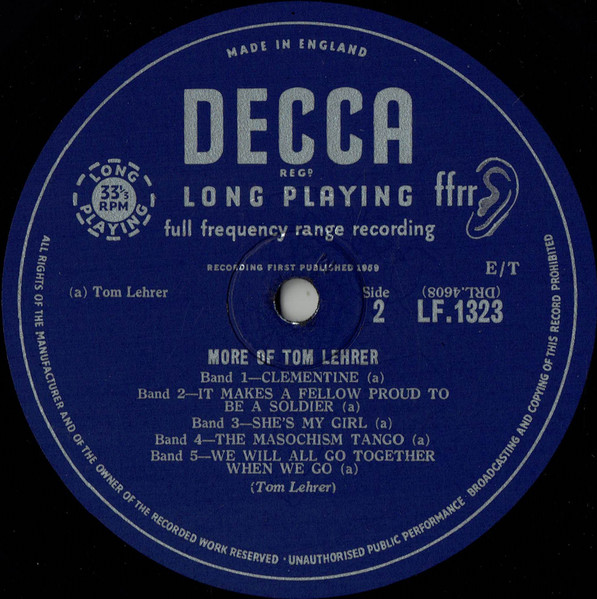 MADE IN ENGLAND
DECCA
REGD
LONG PLAYING
LONG PLAYING
33⅓
RPM
ffrr
full frequency range recording
RECORDING FIRST PUBLISHED 1959
E/T
(a) Tom Lehrer
Side
2
(DRL.4608)
LF.1323
MORE OF TOM LEHRER
Band 1—CLEMENTINE (a)
Band 2—IT MAKES A FELLOW PROUD TO
BE A SOLDIER (a)
Band 3—SHE'S MY GIRL (a)
Band 4—THE MASOCHISM TANGO (a)
Band 5—WE WILL ALL GO TOGETHER
WHEN WE GO (a)
(Tom Lehrer)
ALL RIGHTS OF THE MANUFACTURER AND OF THE OWNER OF THE RECORDED WORK RESERVED · UNAUTHORISED PUBLIC PERFORMANCE BROADCASTING AND COPYING OF THIS RECORD PROHIBITED